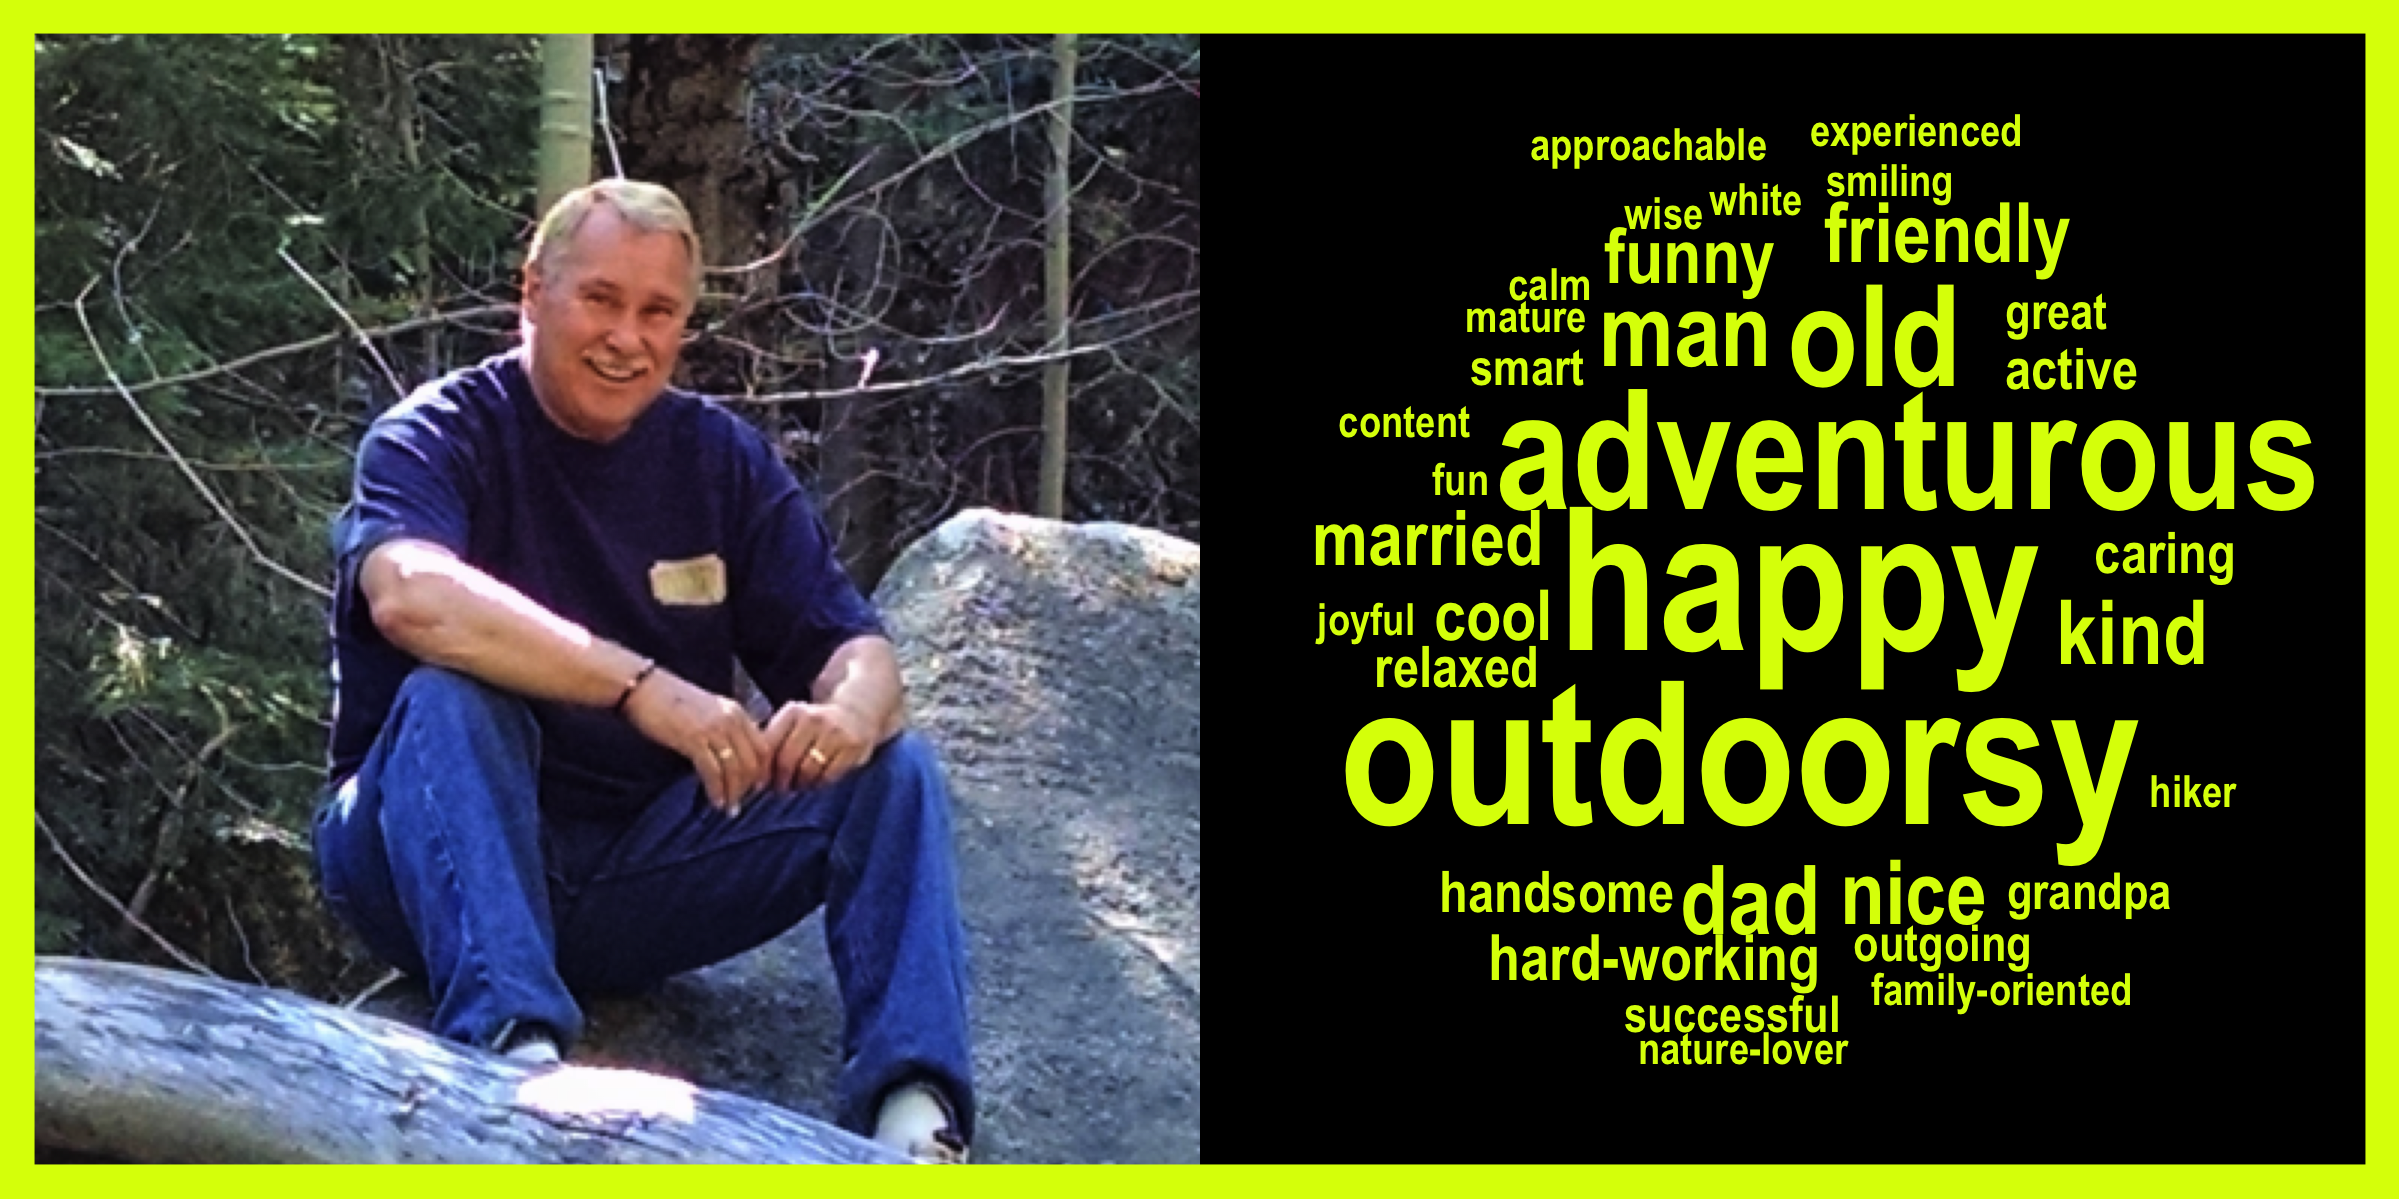 approachable experienced
smiling
wise white
funny friendly
calm
mature man old great
smart active
adventurous
content
fun
married happy caring
joyful cool kind
relaxed
outdoorsy
hiker
handsome dad nice grandpa
hard-working outgoing
family-oriented
successful
nature-lover